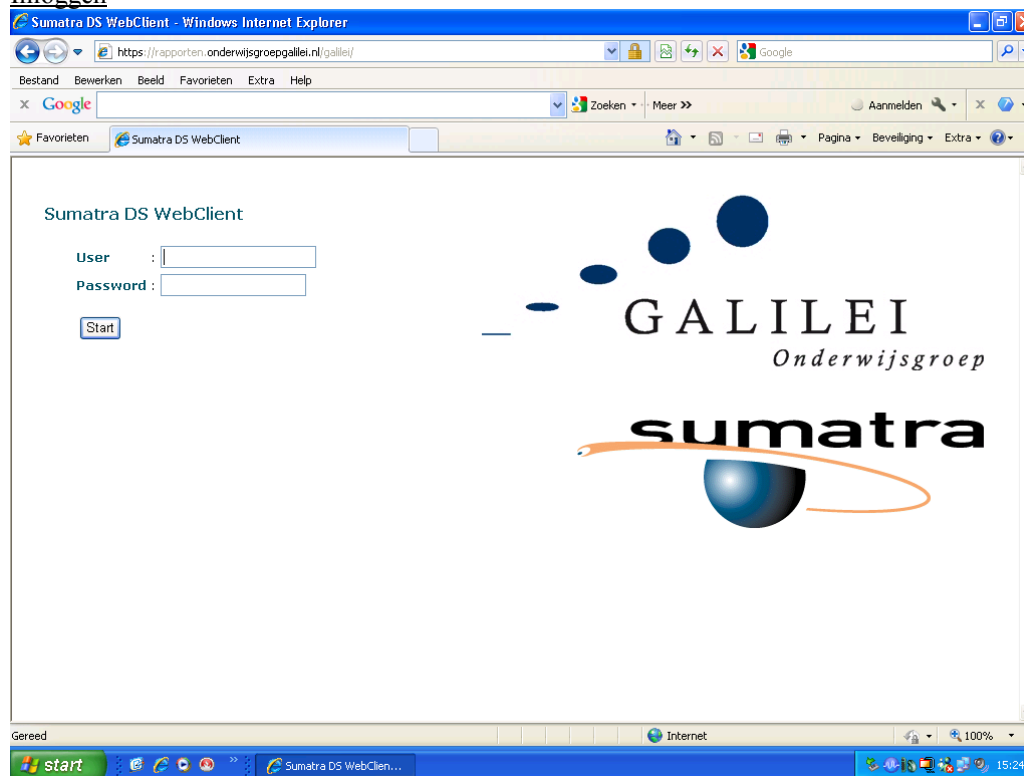 Inloggen
Sumatra DS WebClient - Windows Internet Explorer
https://rapporten.onderwijsgroepgalilei.nl/galilei/
Google
Bestand Bewerken Beeld Favorieten Extra Help
x Google Zoeken Meer >> Aanmelden
Favorieten Sumatra DS WebClient Pagina Beveiliging Extra
Sumatra DS WebClient
User :
Password :
Start
GALILEI
Onderwijsgroep
sumatra
Gereed Internet 100%
start Sumatra DS WebClien... 15:24